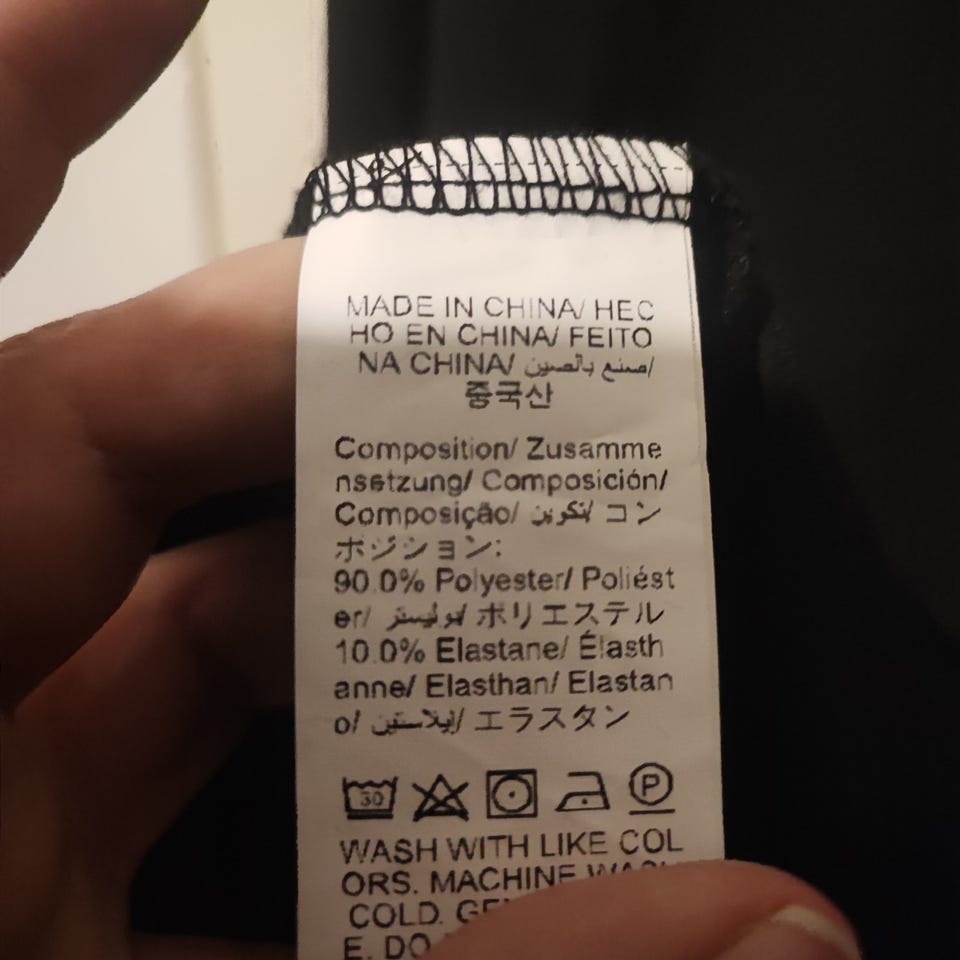 MADE IN CHINA/ HEC
HO EN CHINA/ FEITO
NA CHINA/ صنع بالصين/
중국산
Composition/ Zusamme
nsetzung/ Composición/
Composição/ تكوين/ コン
ポジション:
90.0% Polyester/ Poliést
er/ بوليستر/ ポリエステル
10.0% Elastane/ Élasth
anne/ Elasthan/ Elastan
o/ إيلاستين/ エラスタン
30 P
WASH WITH LIKE COL
ORS. MACHINE WASH
COLD.
E. DO